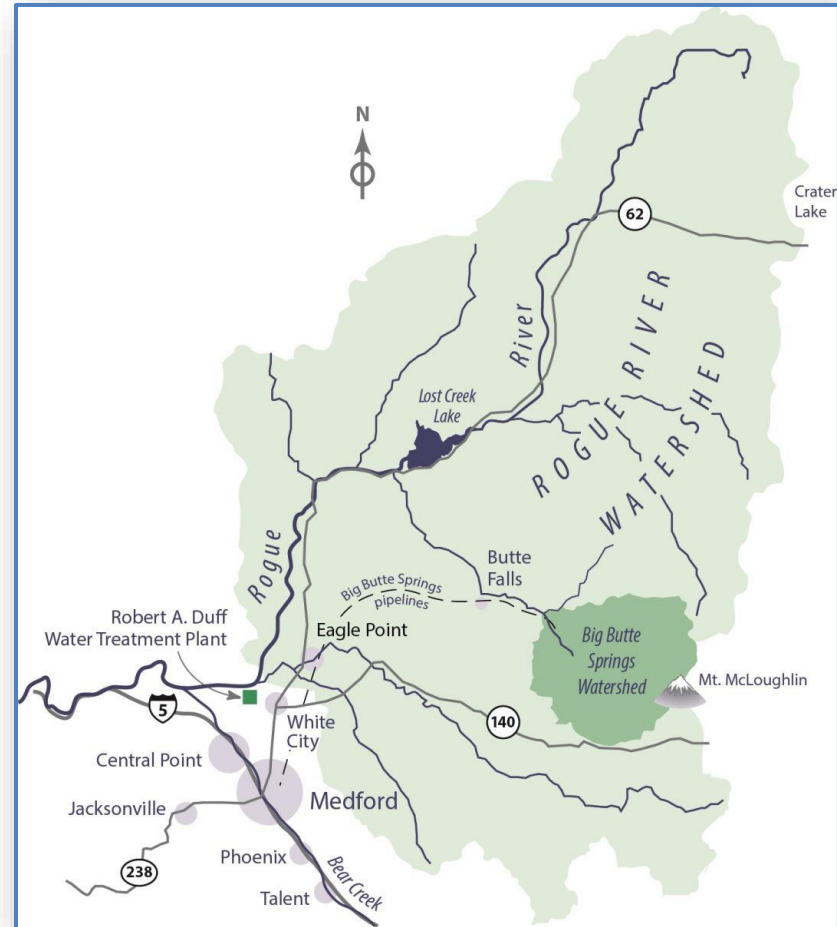 N
Crater
Lake
62
River
ROGUE RIVER
WATERSHED
Lost Creek
Lake
Rogue
Butte
Falls
Big Butte Springs
pipelines
Robert A. Duff
Water Treatment Plant
Eagle Point
Big Butte
Springs
Watershed
Mt. McLoughlin
5
White
City
140
Central Point
Medford
Jacksonville
238
Phoenix
Bear Creek
Talent